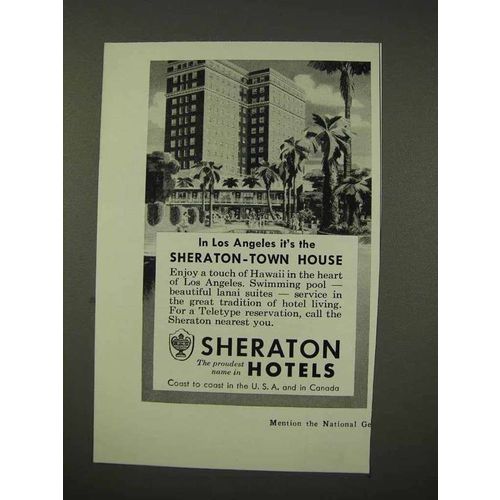 In Los Angeles it's the
SHERATON-TOWN HOUSE
Enjoy a touch of Hawaii in the heart
of Los Angeles. Swimming pool —
beautiful lanai suites — service in
the great tradition of hotel living.
For a Teletype reservation, call the
Sheraton nearest you.
SHERATON
The proudest
name in
HOTELS
Coast to coast in the U. S. A. and in Canada
Mention the National Ge